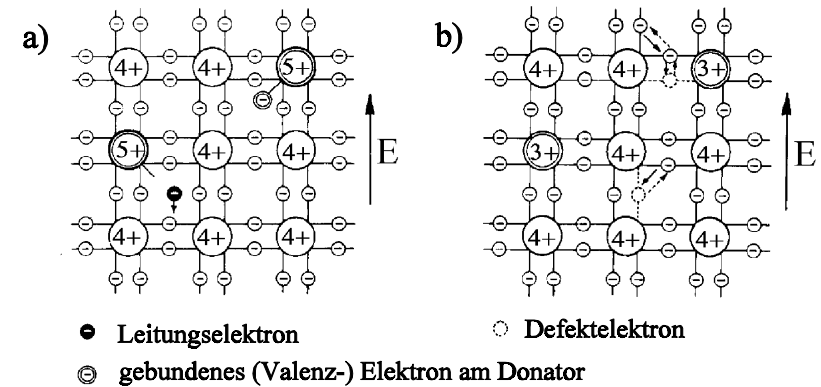 a)
4+ 4+ 5+
5+ 4+ 4+
4+ 4+ 4+
E
b)
4+ 4+ 3+
3+ 4+ 4+
4+ 4+ 4+
E
Leitungselektron
gebundenes (Valenz-) Elektron am Donator
Defektelektron